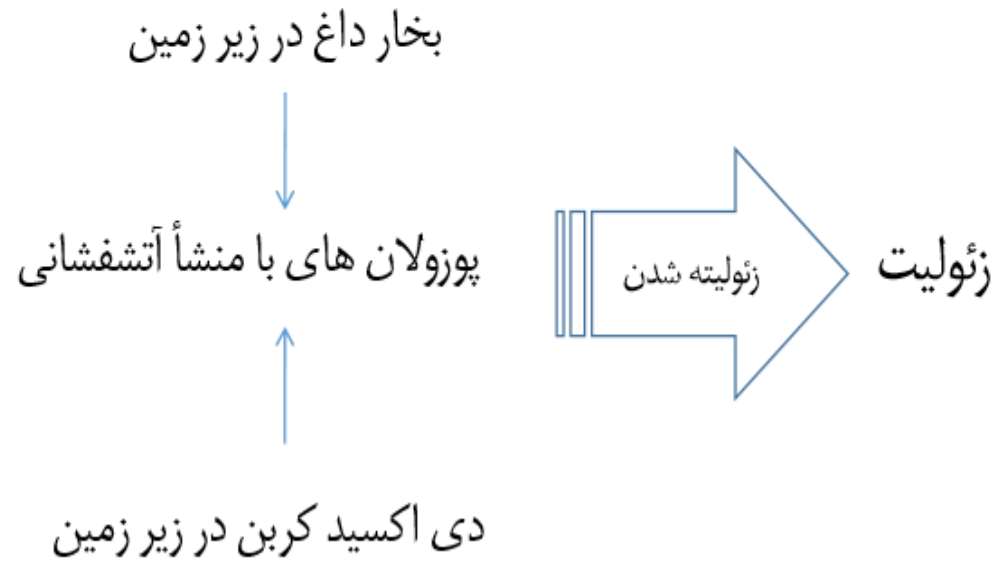 بخار داغ در زیر زمین
پوزولان های با منشأ آتشفشانی
زئولیته شدن
زئولیت
دی اکسید کربن در زیر زمین